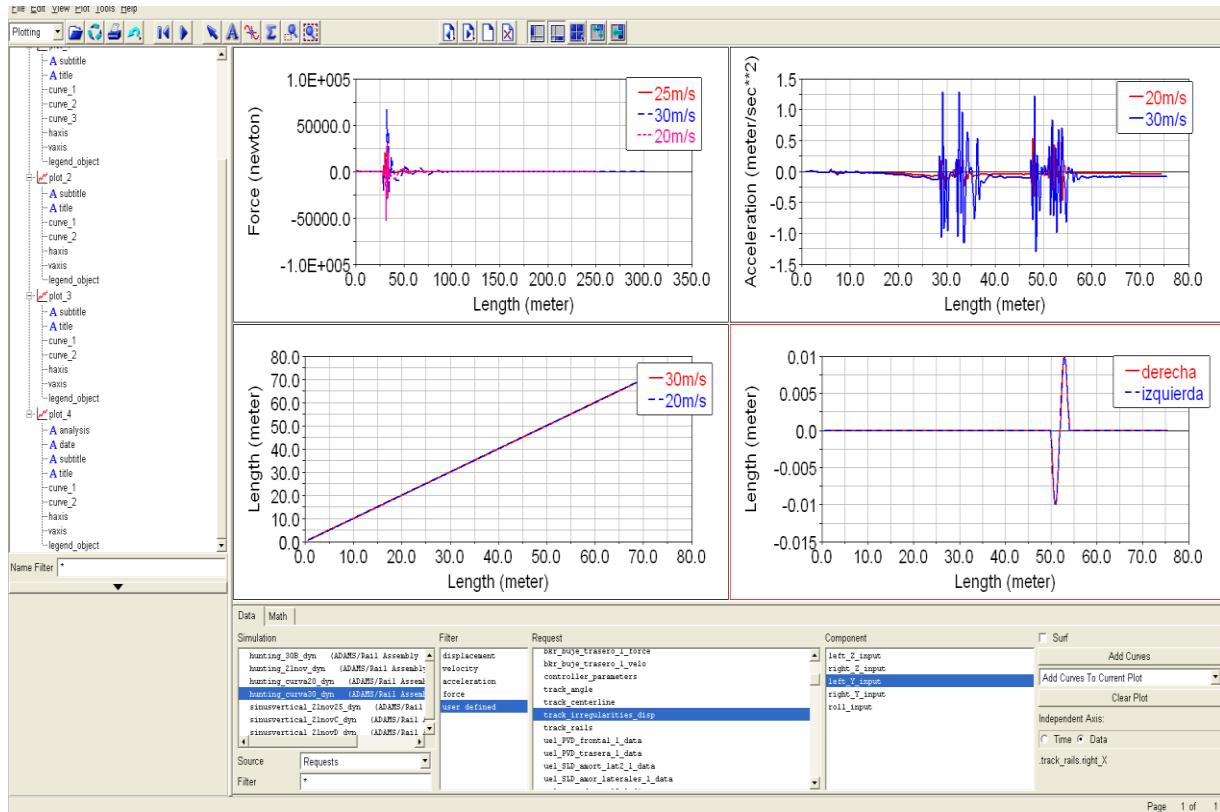 File Edit View Plot Tools Help
Plotting
subtitle
title
curve_1
curve_2
curve_3
haxis
vaxis
legend_object
plot_2
subtitle
title
curve_1
curve_2
haxis
vaxis
legend_object
plot_3
subtitle
title
curve_1
curve_2
haxis
vaxis
legend_object
plot_4
analysis
date
subtitle
title
curve_1
curve_2
haxis
vaxis
legend_object
Name Filter *
1.0E+005
50000.0
0.0
-50000.0
-1.0E+005
Force (newton)
25m/s
30m/s
20m/s
0.0 50.0 100.0 150.0 200.0 250.0 300.0 350.0
Length (meter)
1.5
1.0
0.5
0.0
-0.5
-1.0
-1.5
Acceleration (meter/sec**2)
20m/s
30m/s
0.0 10.0 20.0 30.0 40.0 50.0 60.0 70.0 80.0
Length (meter)
80.0
70.0
60.0
50.0
40.0
30.0
20.0
10.0
0.0
Length (meter)
30m/s
20m/s
0.0 10.0 20.0 30.0 40.0 50.0 60.0 70.0 80.0
Length (meter)
0.01
0.005
0.0
-0.005
-0.01
-0.015
Length (meter)
derecha
izquierda
0.0 10.0 20.0 30.0 40.0 50.0 60.0 70.0 80.0
Length (meter)
Data Math
Simulation
hunting_30B_dyn (ADAMS/Rail Assembly
hunting_21nov_dyn (ADAMS/Rail Assembly
hunting_curva20_dyn (ADAMS/Rail Assem
hunting_curva30_dyn (ADAMS/Rail Assem
sinusvertical_21nov25_dyn (ADAMS/Rail
sinusvertical_21novC_dyn (ADAMS/Rail A
sinusvertical_21novD_dyn (ADAMS/Rail A
Source Requests
Filter *
Filter
displacement
velocity
acceleration
force
user defined
Request
bkr_buje_trasero_l_force
bkr_buje_trasero_l_velo
controller_parameters
track_angle
track_centerline
track_irregularities_disp
track_rails
uel_PVD_frontal_l_data
uel_PVD_trasera_l_data
uel_SLD_amort_lat2_l_data
uel_SLD_amor_laterales_l_data
Component
left_Z_input
right_Z_input
left_Y_input
right_Y_input
roll_input
Surf
Add Curves
Add Curves To Current Plot
Clear Plot
Independent Axis:
Time Data
.track_rails.right_X
Page 1 of 1